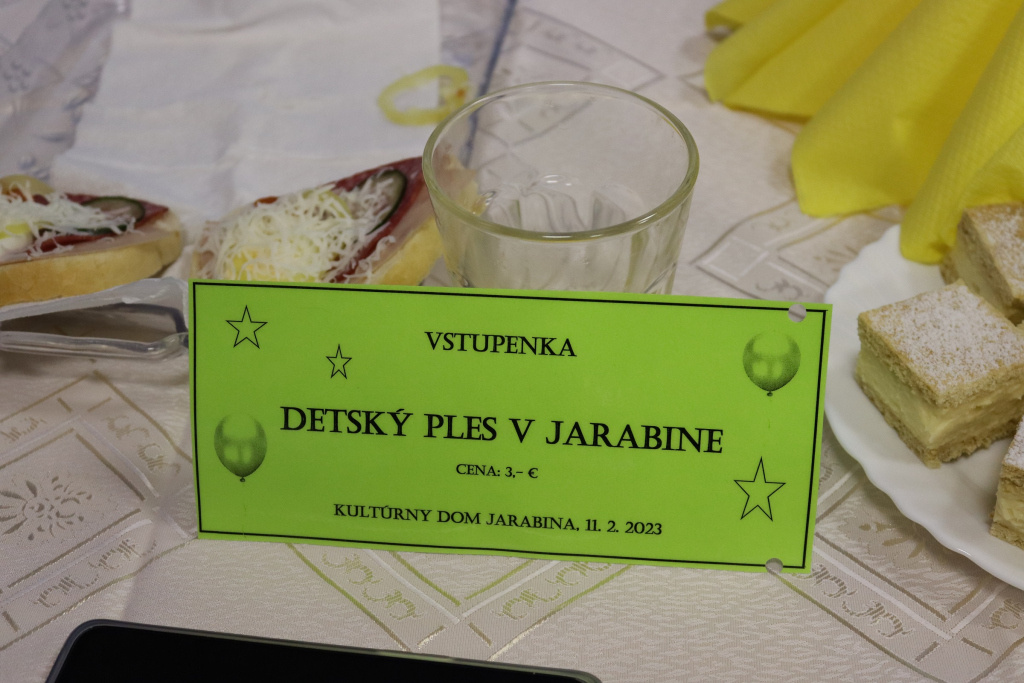 VSTUPENKA
DETSKÝ PLES V JARABINE
CENA: 3,- €
KULTÚRNY DOM JARABINA, 11. 2. 2023